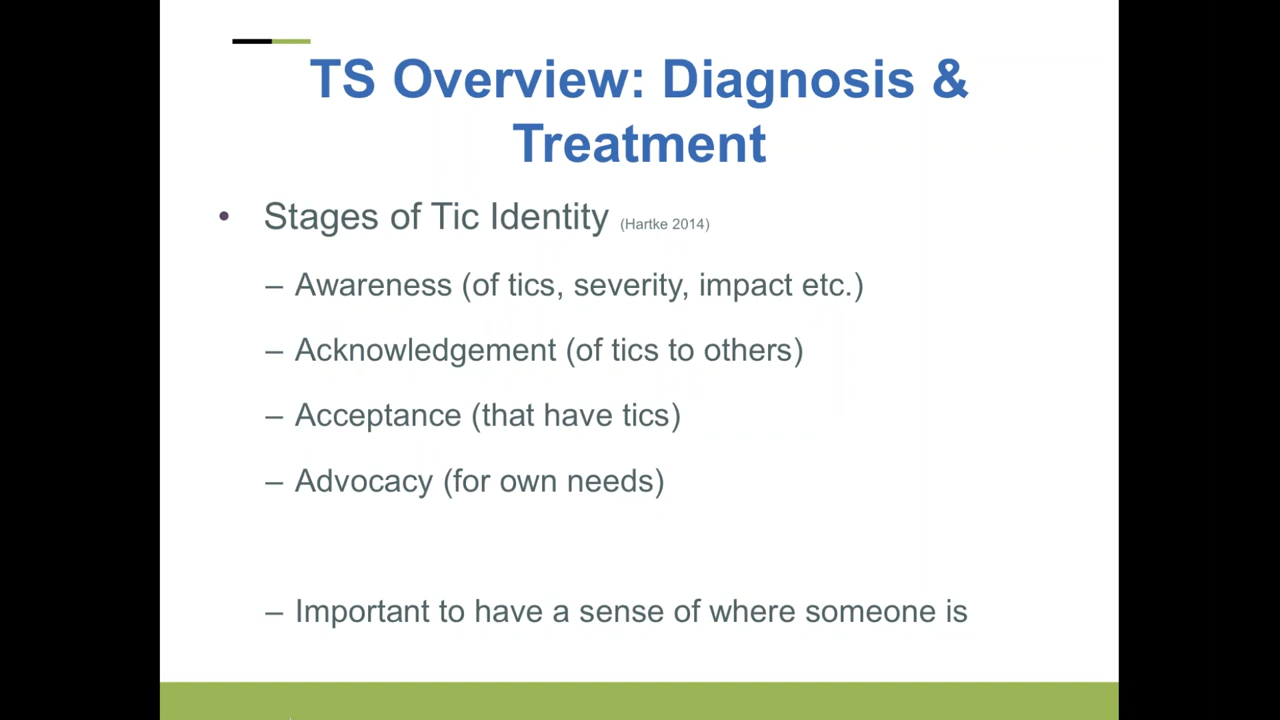 TS Overview: Diagnosis &
Treatment
• Stages of Tic Identity (Hartke 2014)
– Awareness (of tics, severity, impact etc.)
– Acknowledgement (of tics to others)
– Acceptance (that have tics)
– Advocacy (for own needs)
– Important to have a sense of where someone is